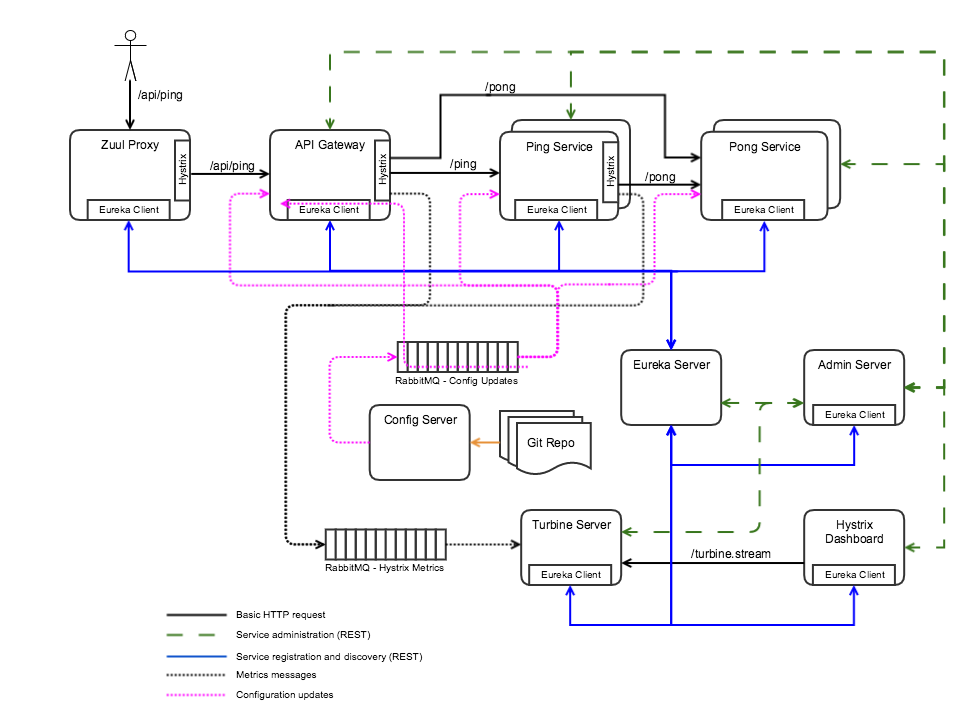 /api/ping
Zuul Proxy
Hystrix
Eureka Client
/api/ping
API Gateway
Hystrix
Eureka Client
/pong
/ping
Ping Service
Hystrix
Eureka Client
/pong
Pong Service
Eureka Client
RabbitMQ - Config Updates
Eureka Server
Admin Server
Eureka Client
Config Server
Git Repo
RabbitMQ - Hystrix Metrics
Turbine Server
Eureka Client
/turbine.stream
Hystrix
Dashboard
Eureka Client
Basic HTTP request
Service administration (REST)
Service registration and discovery (REST)
Metrics messages
Configuration updates